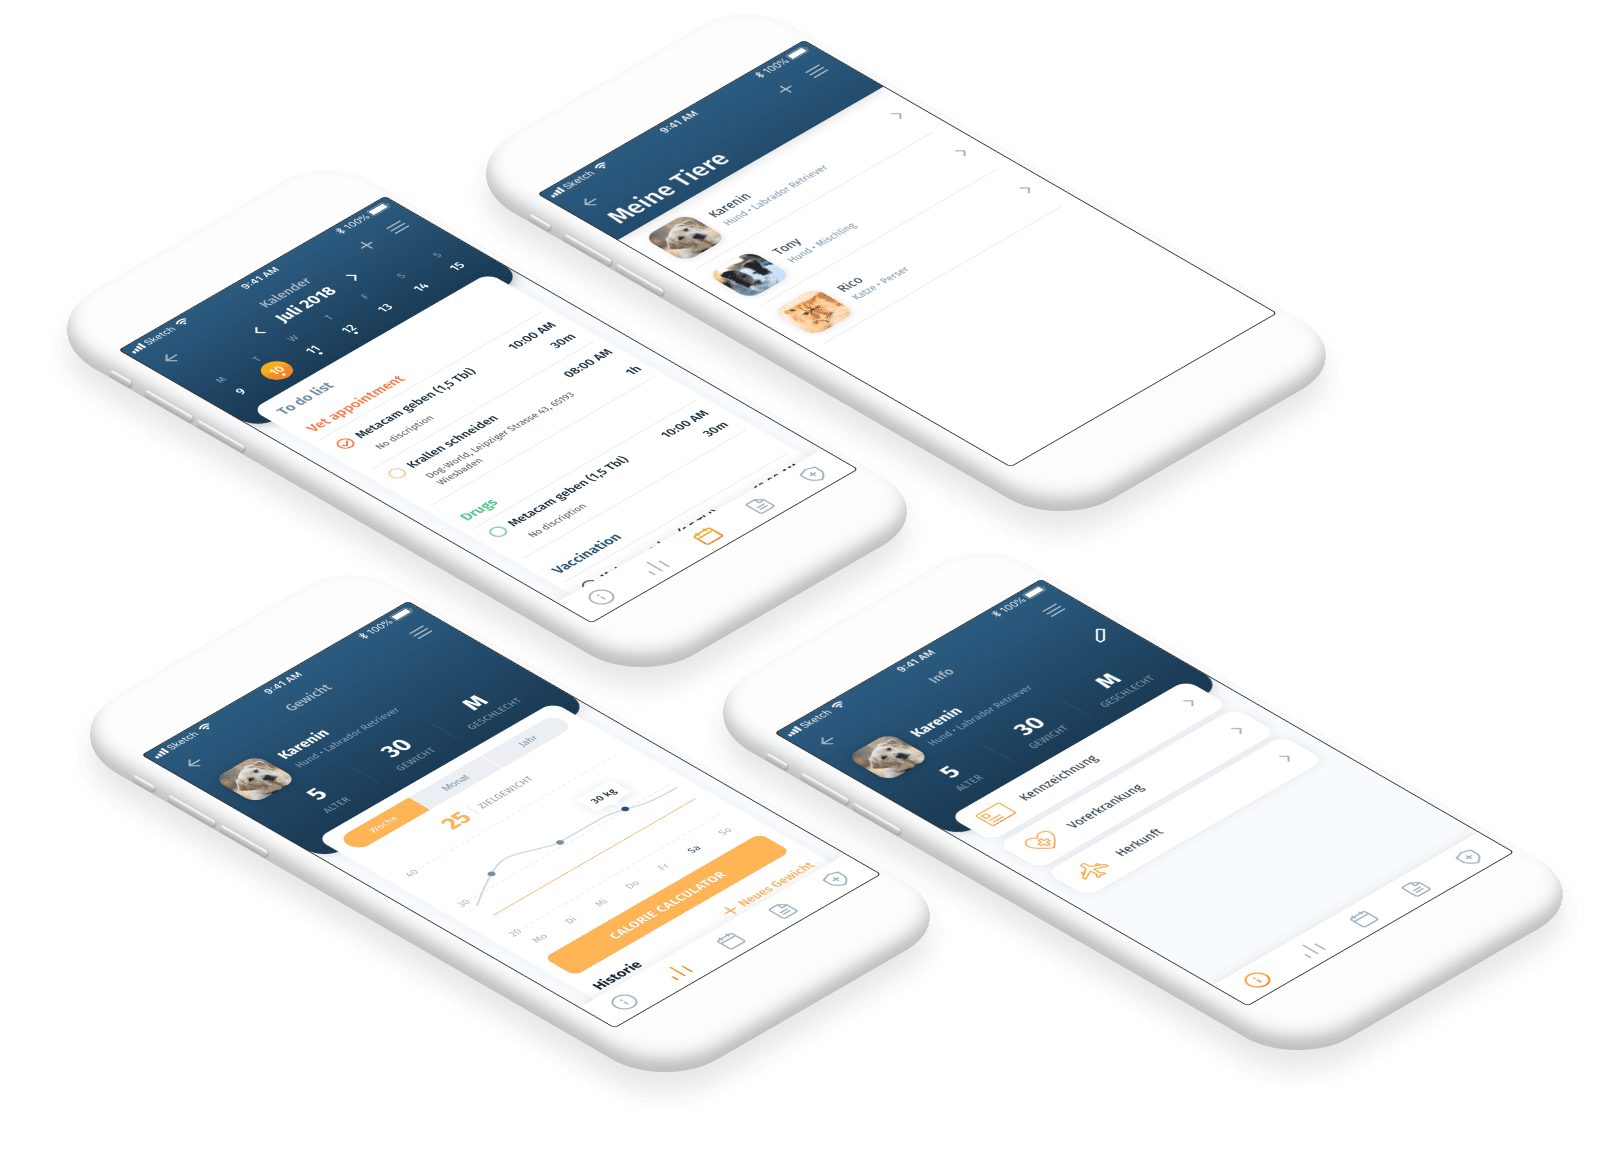 Sketch
9:41 AM
100%
Meine Tiere
Karenin
Hund • Labrador Retriever
Tony
Hund • Mischling
Rico
Katze • Perser
Sketch
9:41 AM
100%
Kalender
Juli 2018
M T W T F S S
9 10 11 12 13 14 15
To do list
Vet appointment
Metacam geben (1,5 Tbl) 10:00 AM
No discription 30m
Krallen schneiden 08:00 AM
Dog-World, Leipziger Strasse 43, 65193 1h
Wiesbaden
Drugs
Metacam geben (1,5 Tbl) 10:00 AM
No discription 30m
Vaccination
Sketch
9:41 AM
100%
Gewicht
Karenin
Hund • Labrador Retriever
5 30 M
ALTER GEWICHT GESCHLECHT
Woche Monat Jahr
25 ZIELGEWICHT
30 kg
40
30
20
Mo Di Mi Do Fr Sa So
CALORIE CALCULATOR
Historie + Neues Gewicht
Sketch
9:41 AM
100%
Info
Karenin
Hund • Labrador Retriever
5 30 M
ALTER GEWICHT GESCHLECHT
Kennzeichnung
Vorerkrankung
Herkunft